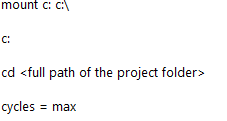 mount c: c:\
c:
cd <full path of the project folder>
cycles = max